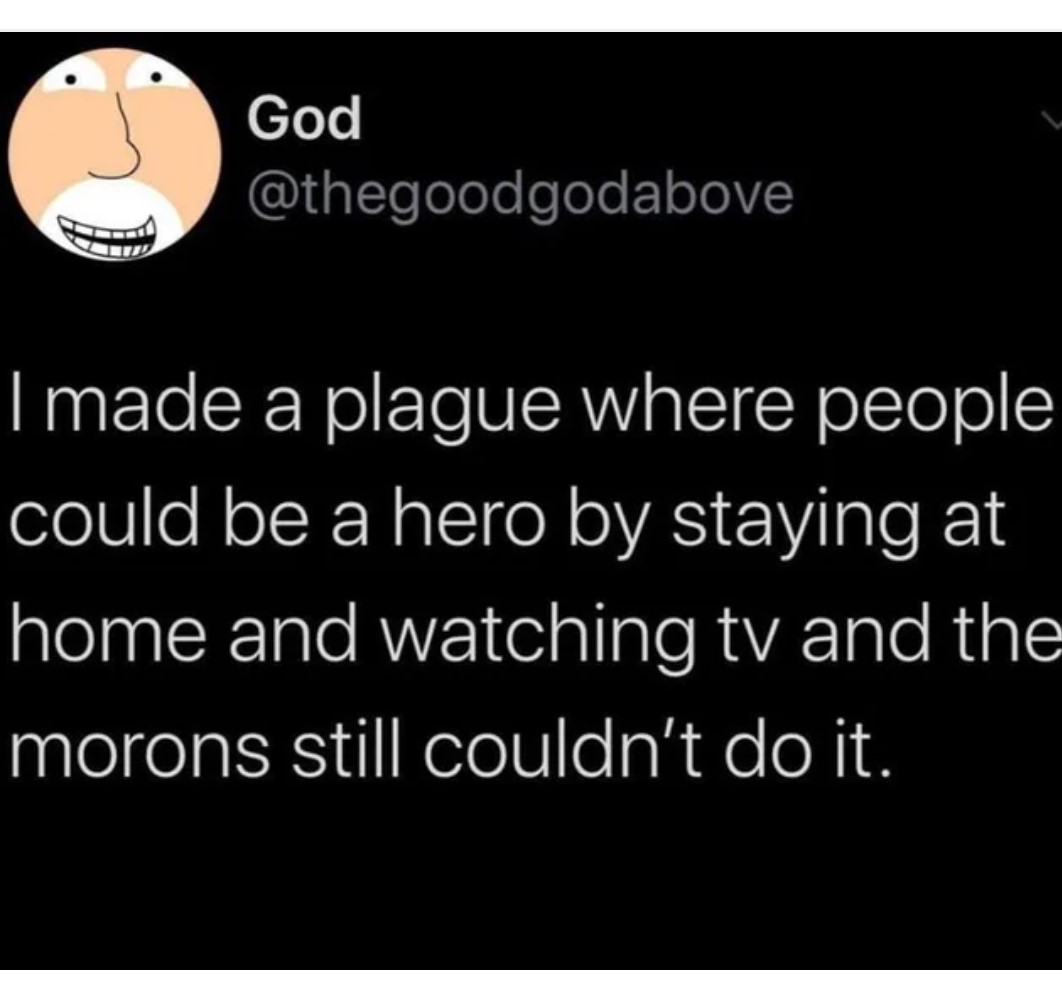 God
@thegoodgodabove
I made a plague where people
could be a hero by staying at
home and watching tv and the
morons still couldn’t do it.